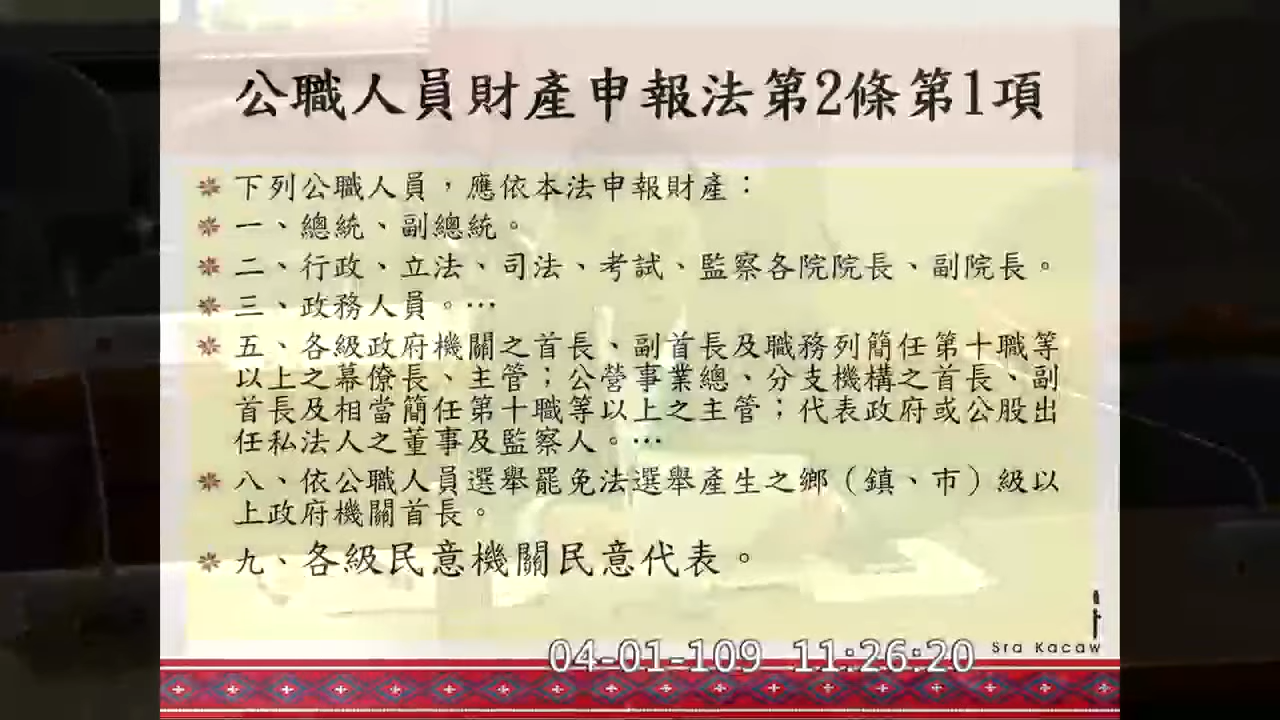 公職人員財產申報法第2條第1項
下列公職人員，應依本法申報財產：
一、總統、副總統。
二、行政、立法、司法、考試、監察各院院長、副院長。
三、政務人員。…
五、各級政府機關之首長、副首長及職務列簡任第十職等
以上之幕僚長、主管；公營事業總、分支機構之首長、副
首長及相當簡任第十職等以上之主管；代表政府或公股出
任私法人之董事及監察人。…
八、依公職人員選舉罷免法選舉產生之鄉（鎮、市）級以
上政府機關首長。
九、各級民意機關民意代表。
Sra Kacaw
04-01-109 11:26:20